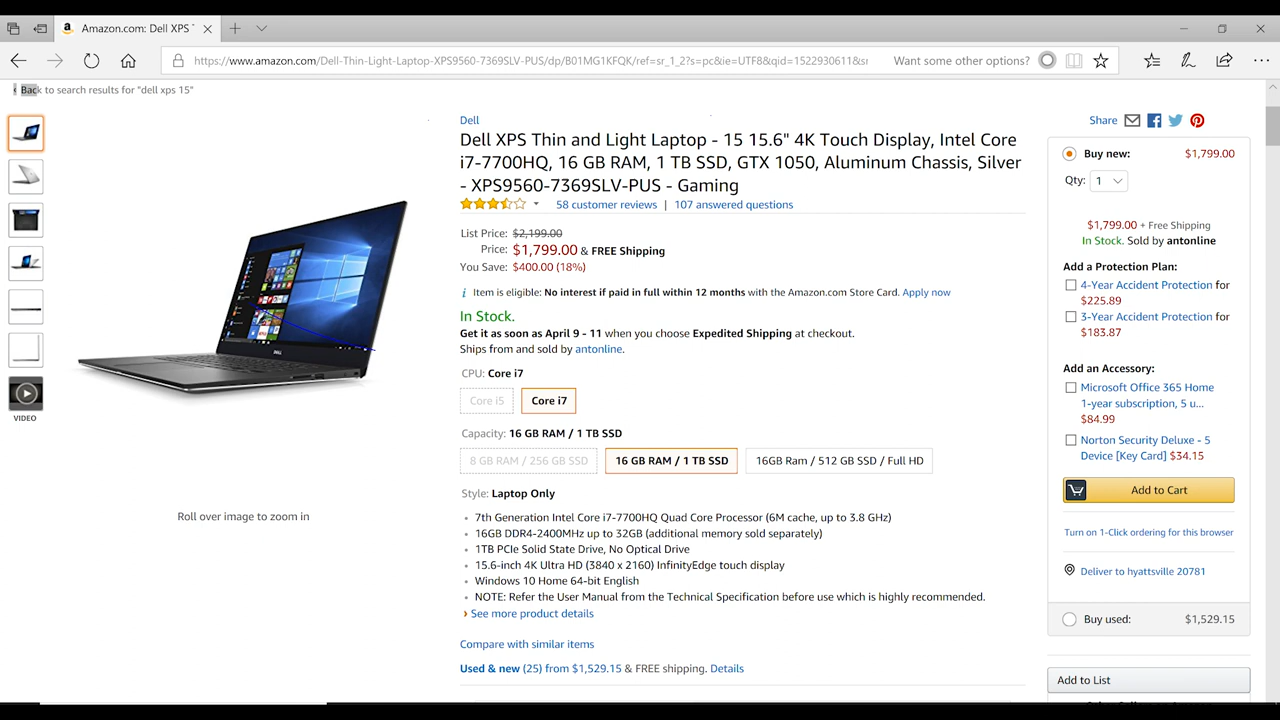 Amazon.com: Dell XPS
https://www.amazon.com/Dell-Thin-Light-Laptop-XPS9560-7369SLV-PUS/dp/B01MG1KFQK/ref=sr_1_2?s=pc&ie=UTF8&qid=1522930611&sr
Want some other options?
Back to search results for "dell xps 15"
VIDEO
Roll over image to zoom in
Dell
Dell XPS Thin and Light Laptop - 15 15.6" 4K Touch Display, Intel Core
i7-7700HQ, 16 GB RAM, 1 TB SSD, GTX 1050, Aluminum Chassis, Silver
- XPS9560-7369SLV-PUS - Gaming
58 customer reviews | 107 answered questions
List Price: $2,199.00
Price: $1,799.00 & FREE Shipping
You Save: $400.00 (18%)
i Item is eligible: No interest if paid in full within 12 months with the Amazon.com Store Card. Apply now
In Stock.
Get it as soon as April 9 - 11 when you choose Expedited Shipping at checkout.
Ships from and sold by antonline.
CPU: Core i7
Core i5 Core i7
Capacity: 16 GB RAM / 1 TB SSD
8 GB RAM / 256 GB SSD 16 GB RAM / 1 TB SSD 16GB Ram / 512 GB SSD / Full HD
Style: Laptop Only
7th Generation Intel Core i7-7700HQ Quad Core Processor (6M cache, up to 3.8 GHz)
16GB DDR4-2400MHz up to 32GB (additional memory sold separately)
1TB PCIe Solid State Drive, No Optical Drive
15.6-inch 4K Ultra HD (3840 x 2160) InfinityEdge touch display
Windows 10 Home 64-bit English
NOTE: Refer the User Manual from the Technical Specification before use which is highly recommended.
See more product details
Compare with similar items
Used & new (25) from $1,529.15 & FREE shipping. Details
Share
Buy new: $1,799.00
Qty: 1
$1,799.00 + Free Shipping
In Stock. Sold by antonline
Add a Protection Plan:
4-Year Accident Protection for
$225.89
3-Year Accident Protection for
$183.87
Add an Accessory:
Microsoft Office 365 Home
1-year subscription, 5 u...
$84.99
Norton Security Deluxe - 5
Device [Key Card] $34.15
Add to Cart
Turn on 1-Click ordering for this browser
Deliver to hyattsville 20781
Buy used: $1,529.15
Add to List